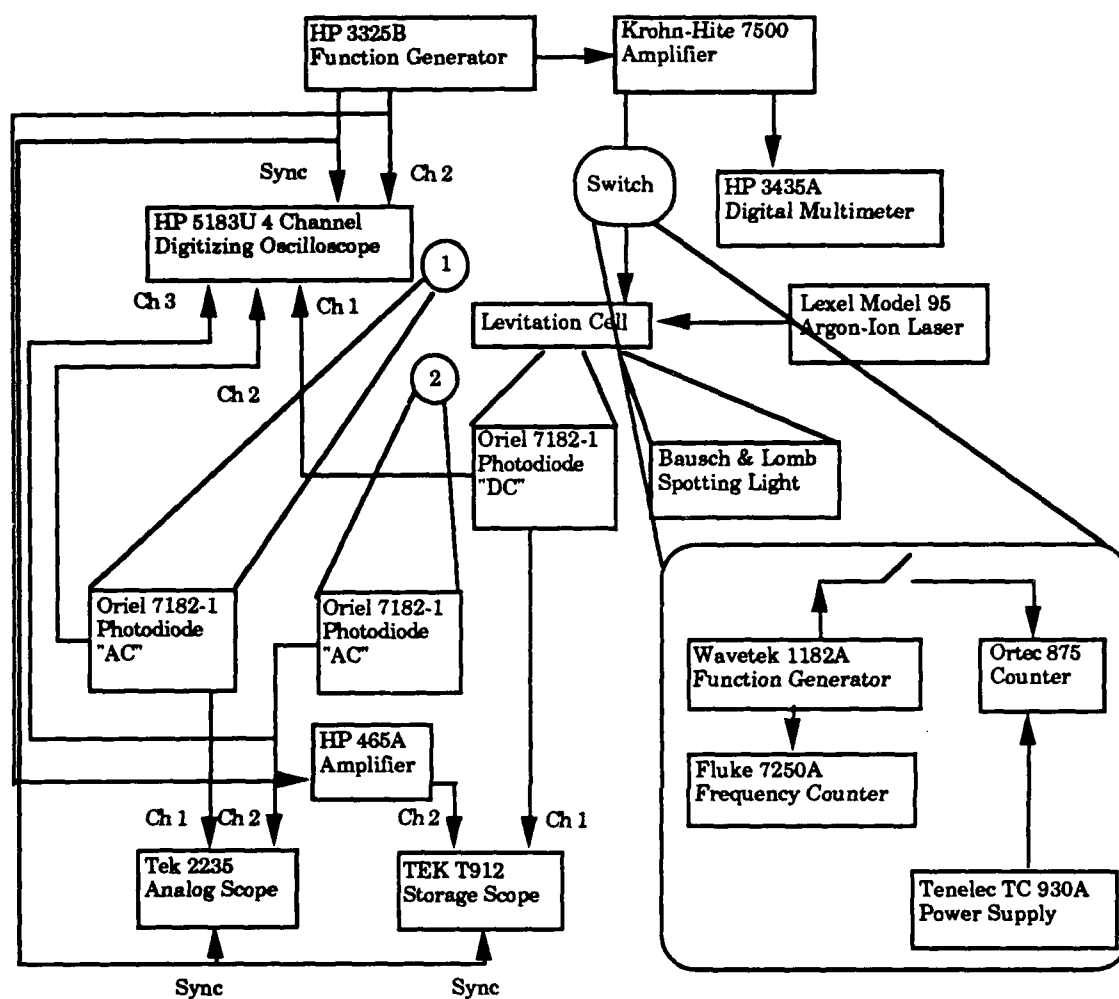 HP 3325B
Function Generator
Krohn-Hite 7500
Amplifier
Sync
Ch 2
Switch
HP 3435A
Digital Multimeter
HP 5183U 4 Channel
Digitizing Oscilloscope
1
Ch 3
Ch 1
Levitation Cell
Lexel Model 95
Argon-Ion Laser
Ch 2
2
Oriel 7182-1
Photodiode
"DC"
Bausch & Lomb
Spotting Light
Oriel 7182-1
Photodiode
"AC"
Oriel 7182-1
Photodiode
"AC"
Wavetek 1182A
Function Generator
Ortec 875
Counter
HP 465A
Amplifier
Fluke 7250A
Frequency Counter
Ch 1
Ch 2
Ch 2
Ch 1
Tek 2235
Analog Scope
TEK T912
Storage Scope
Tenelec TC 930A
Power Supply
Sync
Sync